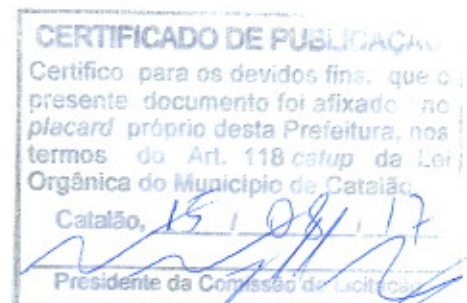 CERTIFICADO DE PUBLICAÇÃO
Certifico para os devidos fins, que o
presente documento foi afixado no
placard próprio desta Prefeitura, nos
termos do Art. 118 catup da Lei
Orgânica do Município de Catalão
Catalão, 15 / 08 / 17
Presidente da Comissão de Licitação